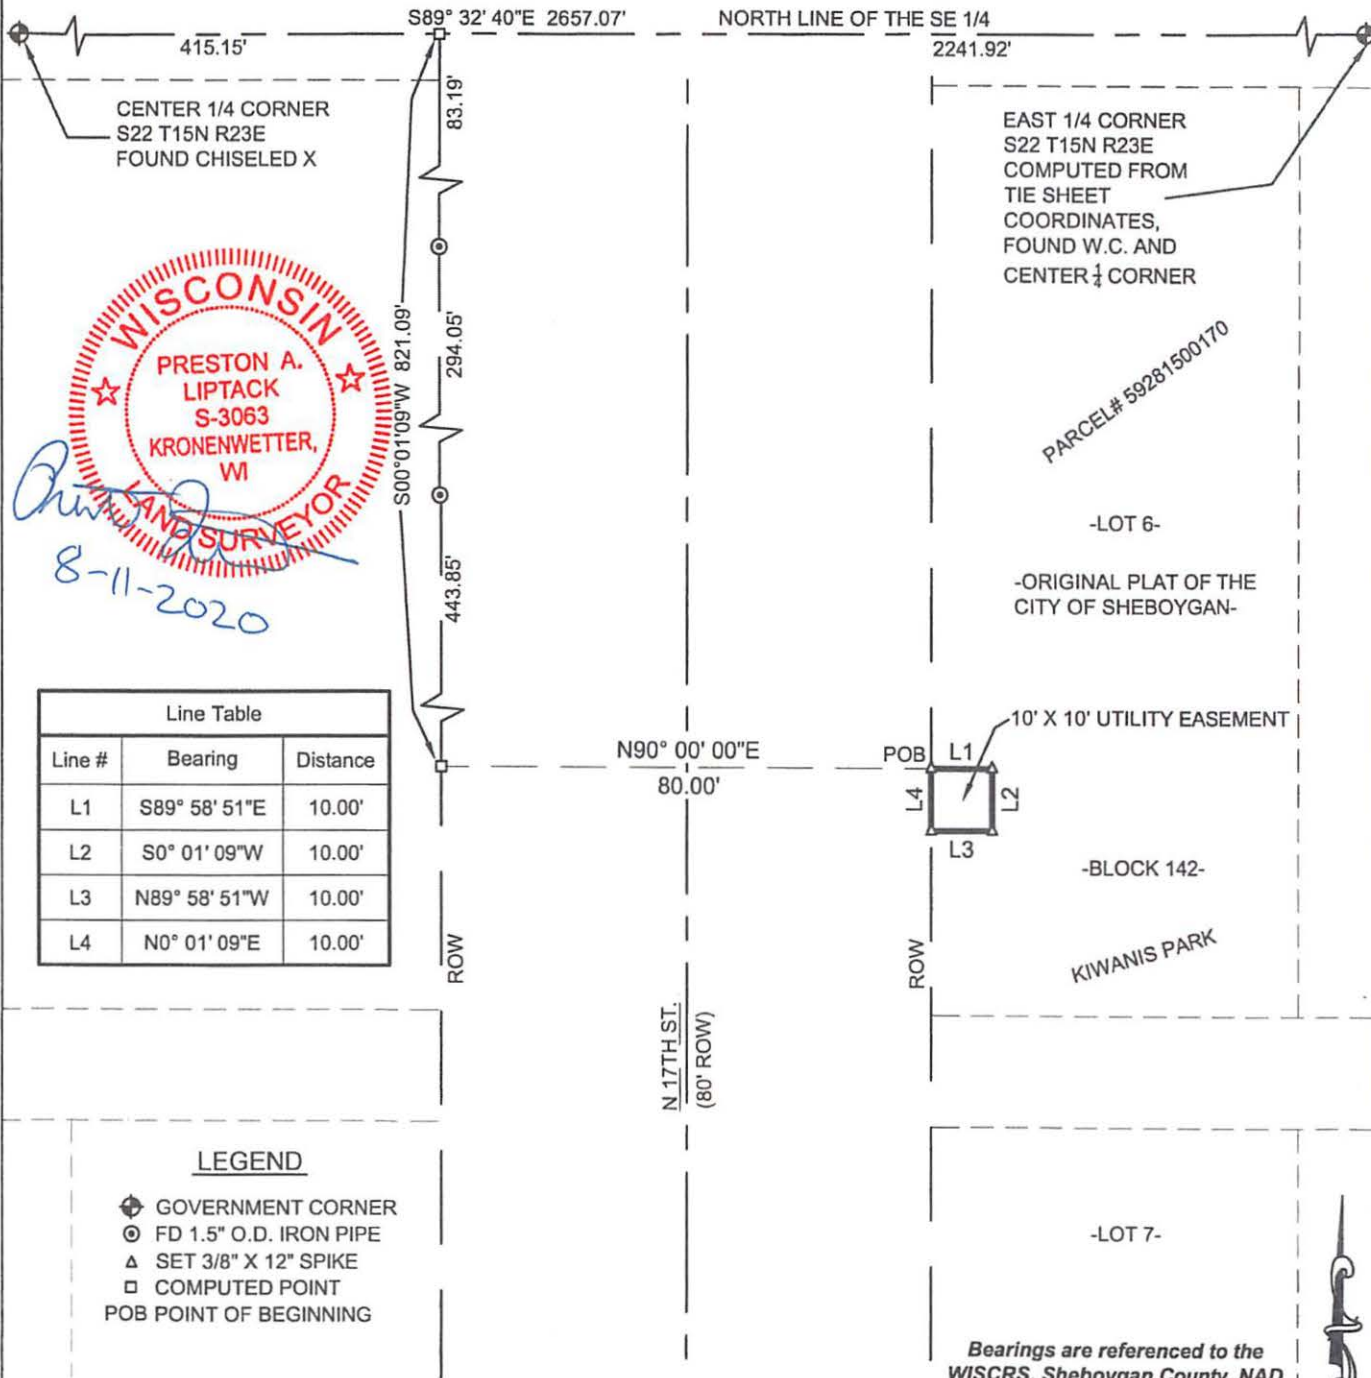 S89° 32' 40"E 2657.07'
NORTH LINE OF THE SE 1/4
415.15'
2241.92'
CENTER 1/4 CORNER
S22 T15N R23E
FOUND CHISELED X
83.19'
EAST 1/4 CORNER
S22 T15N R23E
COMPUTED FROM
TIE SHEET
COORDINATES,
FOUND W.C. AND
CENTER 1/4 CORNER
WISCONSIN
PRESTON A.
LIPTACK
S-3063
KRONENWETTER,
WI
LAND SURVEYOR
8-11-2020
S00°01'09"W 821.09'
294.05'
443.85'
PARCEL# 59281500170
-LOT 6-
-ORIGINAL PLAT OF THE
CITY OF SHEBOYGAN-
10' X 10' UTILITY EASEMENT
Line Table
Line # Bearing Distance
L1 S89° 58' 51"E 10.00'
L2 S0° 01' 09"W 10.00'
L3 N89° 58' 51"W 10.00'
L4 N0° 01' 09"E 10.00'
N90° 00' 00"E
80.00'
POB
L1
L4
L2
L3
-BLOCK 142-
KIWANIS PARK
ROW
ROW
N 17TH ST.
(80' ROW)
LEGEND
GOVERNMENT CORNER
FD 1.5" O.D. IRON PIPE
SET 3/8" X 12" SPIKE
COMPUTED POINT
POB POINT OF BEGINNING
-LOT 7-
Bearings are referenced to the
WISCRS, Sheboygan County, NAD